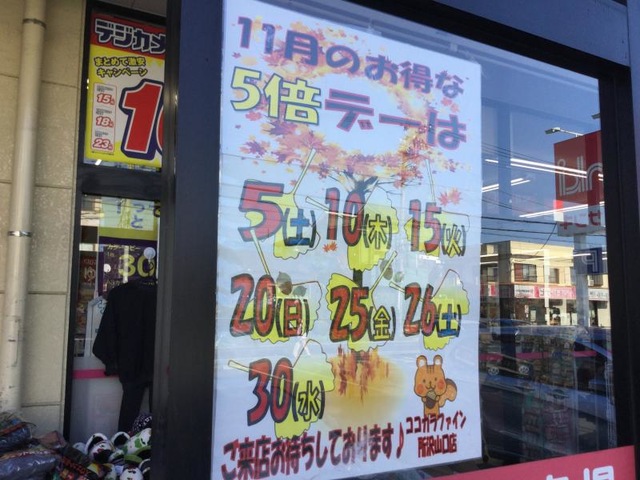 11月のお得な
5倍デーは
5(土) 10(木) 15(火)
20(日) 25(金) 26(土)
30(水)
ご来店お待ちしております♪
ココカラファイン
所沢山口店
デジカメ
まとめて激安
キャンペーン
15
18
23
30